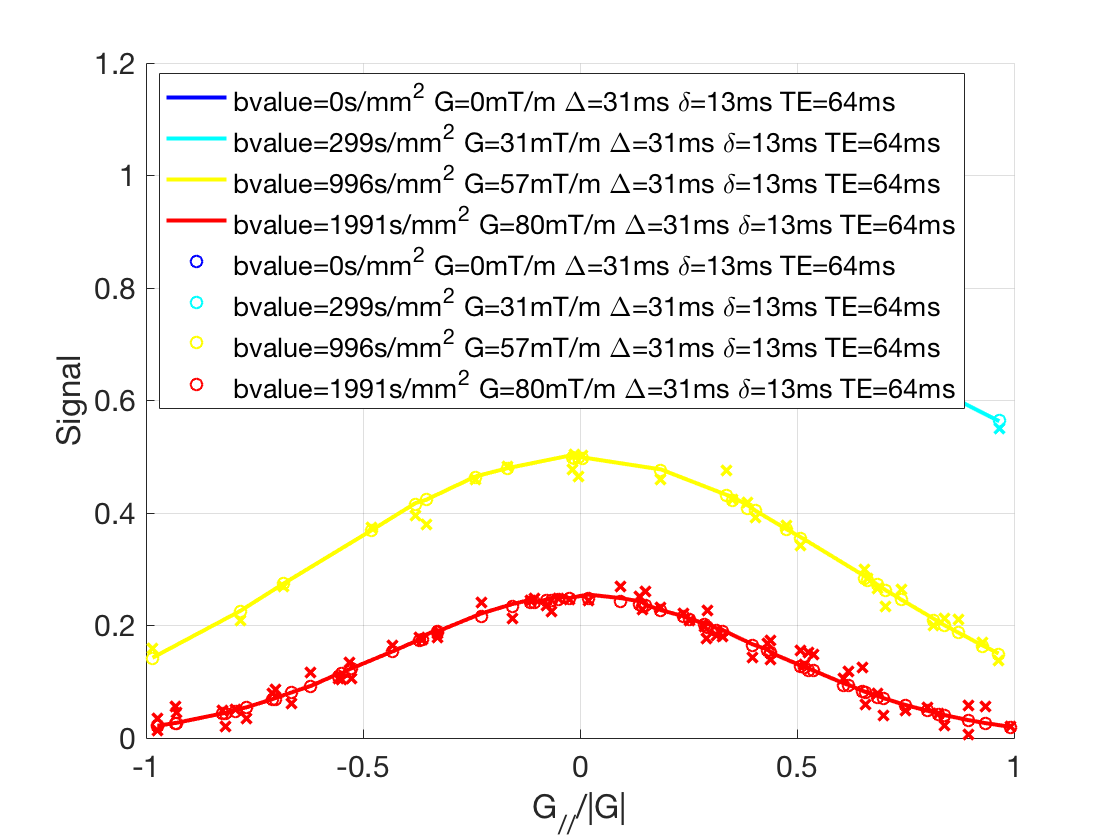 1.2
bvalue=0s/mm² G=0mT/m Δ=31ms δ=13ms TE=64ms
bvalue=299s/mm² G=31mT/m Δ=31ms δ=13ms TE=64ms
1
bvalue=996s/mm² G=57mT/m Δ=31ms δ=13ms TE=64ms
bvalue=1991s/mm² G=80mT/m Δ=31ms δ=13ms TE=64ms
bvalue=0s/mm² G=0mT/m Δ=31ms δ=13ms TE=64ms
0.8
bvalue=299s/mm² G=31mT/m Δ=31ms δ=13ms TE=64ms
bvalue=996s/mm² G=57mT/m Δ=31ms δ=13ms TE=64ms
bvalue=1991s/mm² G=80mT/m Δ=31ms δ=13ms TE=64ms
0.6
Signal
0.4
0.2
0
-1 -0.5 0 0.5 1
G///|G|